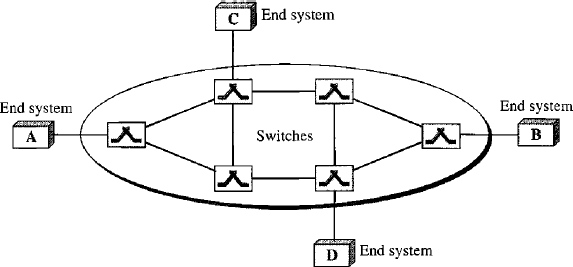 C End system
End system
A
Switches
End system
B
D End system